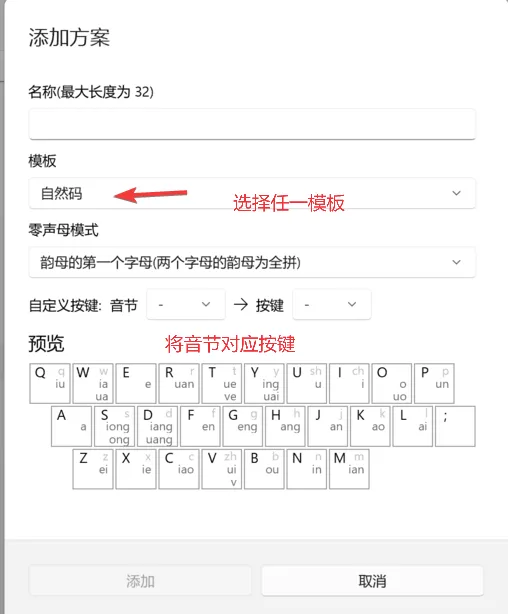 添加方案
名称(最大长度为 32)
模板
自然码
选择任一模板
零声母模式
韵母的第一个字母(两个字母的韵母为全拼)
自定义按键: 音节 - → 按键 -
预览
将音节对应按键
Q q iu W w ia ua E e R r uan T t ue ve Y y ing uai U sh u I ch i O o uo P p un
A a S s iong ong D d iang uang F f en G g eng H h ang J j an K k ao L l ai ;
Z z ei X x ie C c iao V zh ui v B b ou N n in M m ian
添加
取消